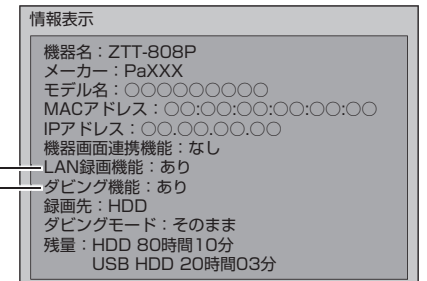 情報表示
機器名：ZTT-808P
メーカー：PaXXX
モデル名：○○○○○○○○○
MACアドレス：○○:○○:○○:○○:○○:○○
IPアドレス：○○.○○.○○.○○
機器画面連携機能：なし
LAN録画機能：あり
ダビング機能：あり
録画先：HDD
ダビングモード：そのまま
残量：HDD 80時間10分
USB HDD 20時間03分